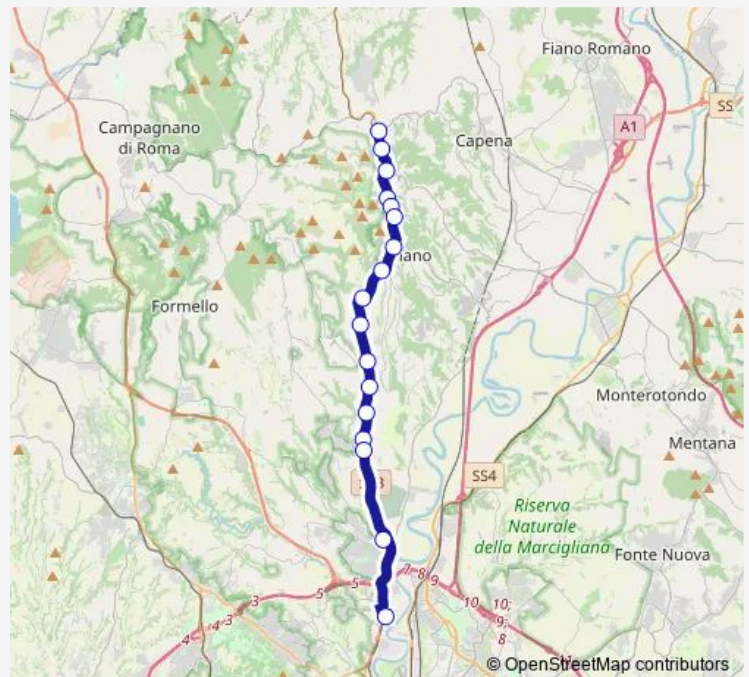 Fiano Romano
SS
Campagnano
di Roma
A1
Capena
iano
Formello
Monterotondo
Mentana
SS4
Riserva
Naturale
della Marcigliana
Fonte Nuova
7 8 9
5
5
3
3
4
4
10
10;
9;
8
© OpenStreetMap contributors